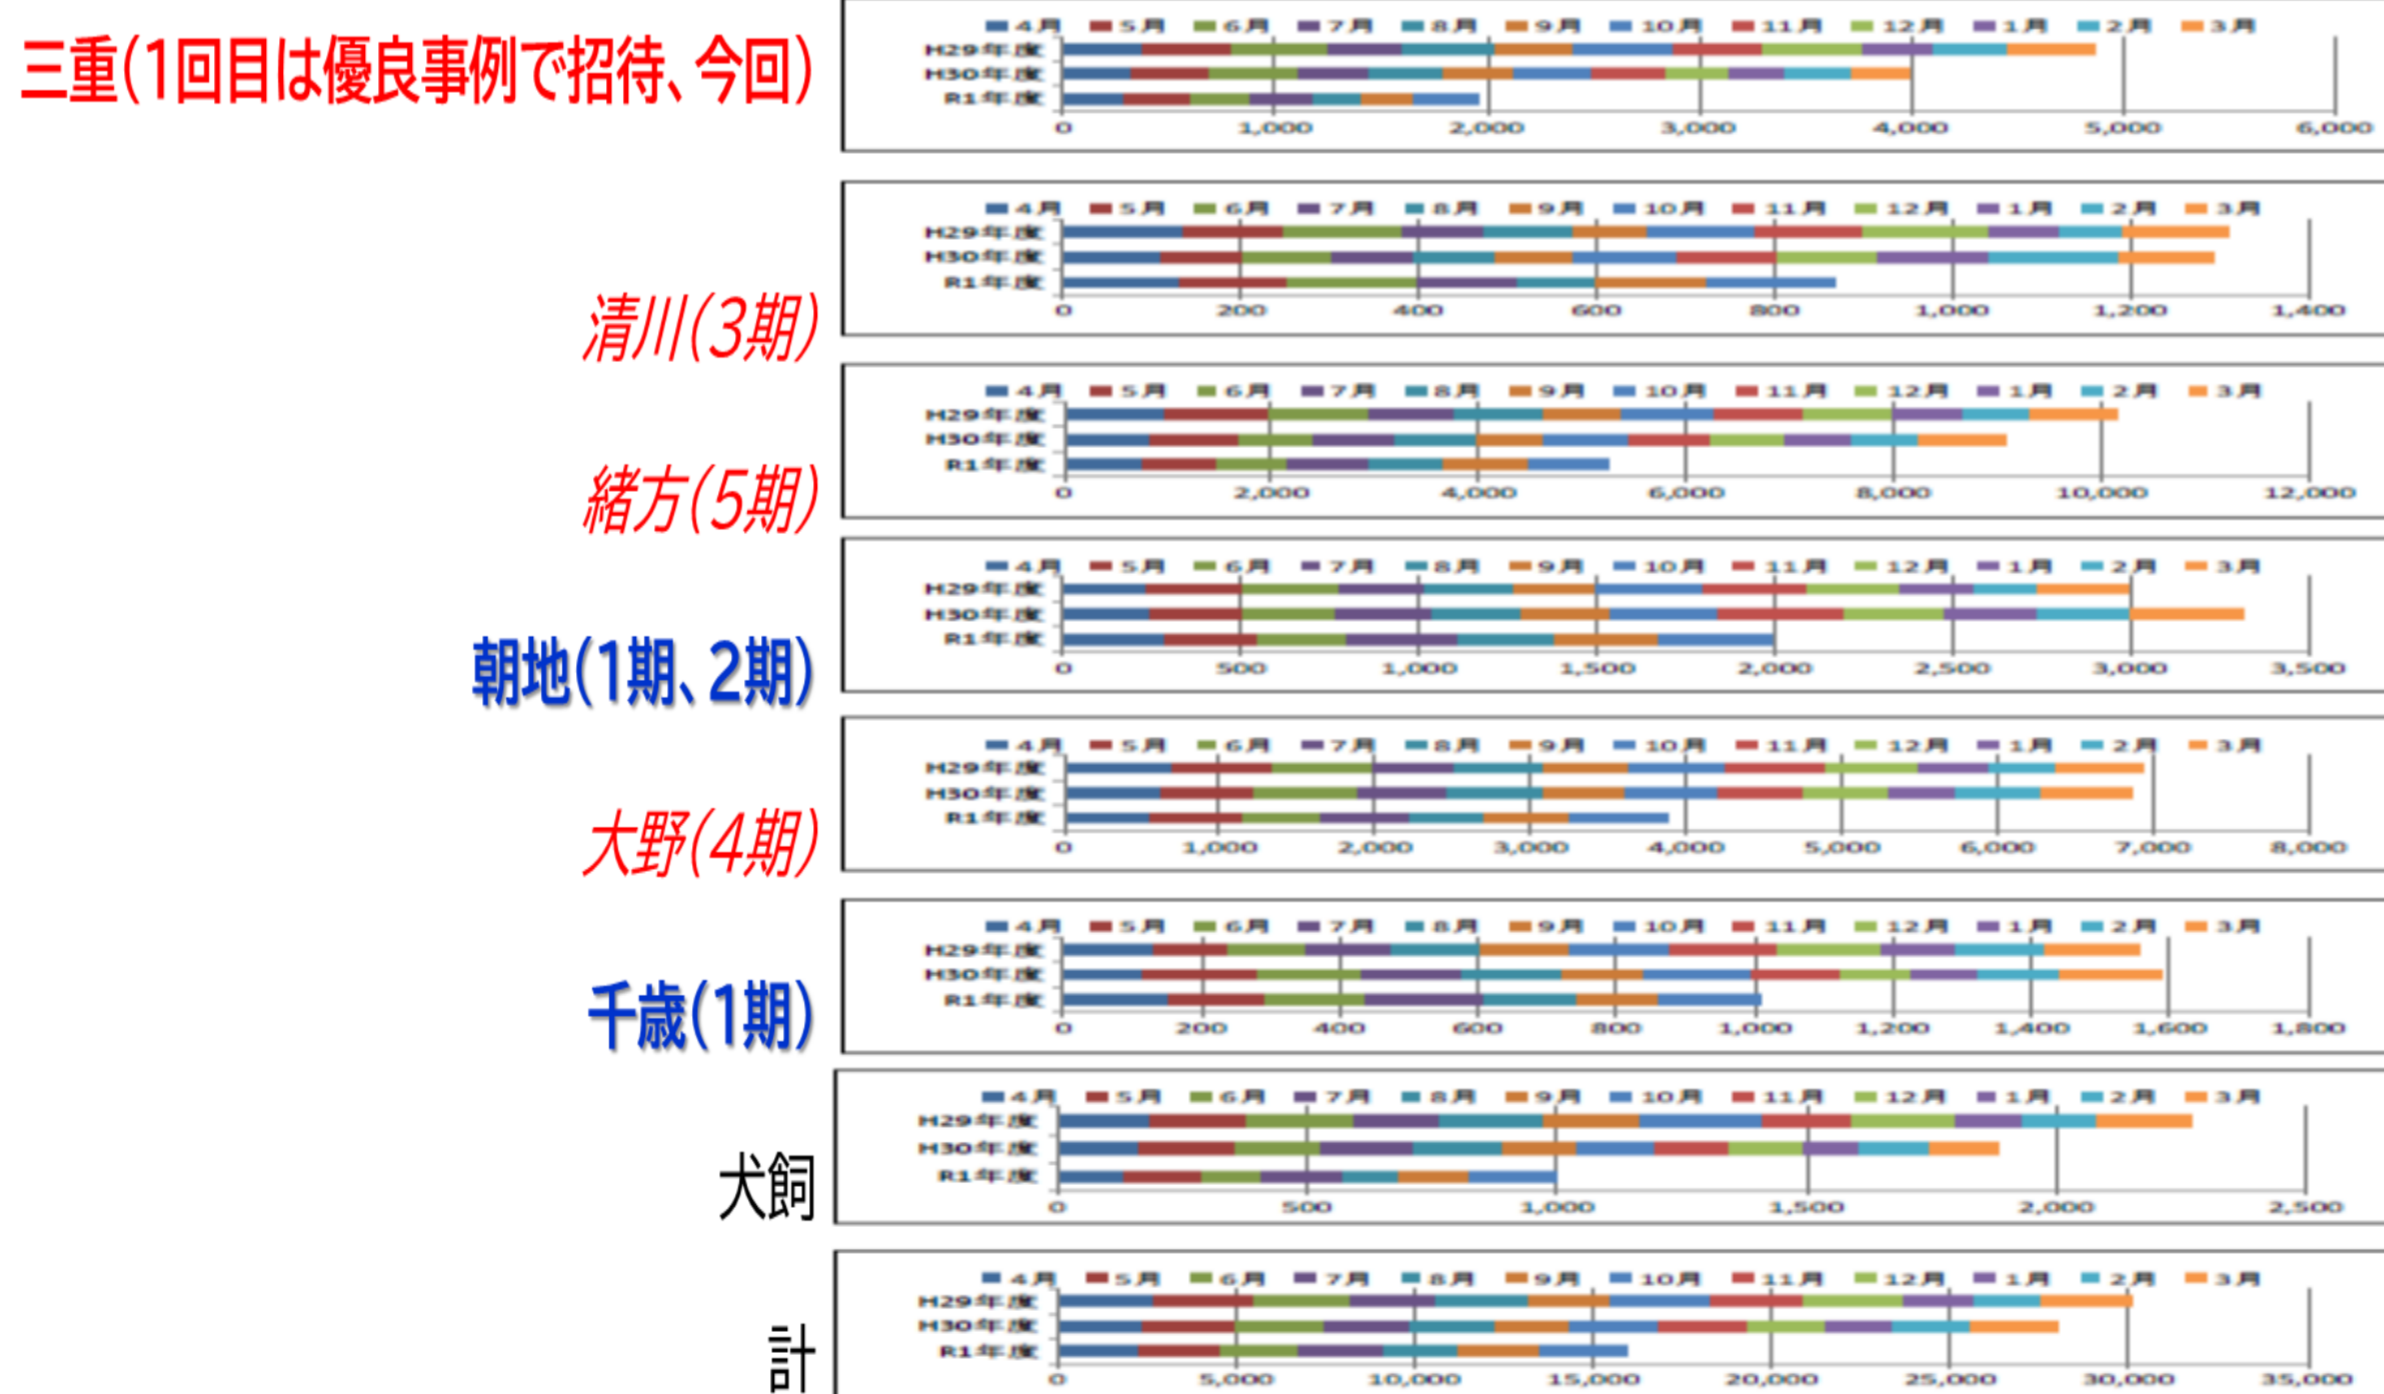 4月 5月 6月 7月 8月 9月 10月 11月 12月 1月 2月 3月
三重(1回目は優良事例で招待、今回)
H29年度
H30年度
R1年度
0 1,000 2,000 3,000 4,000 5,000 6,000
4月 5月 6月 7月 8月 9月 10月 11月 12月 1月 2月 3月
H29年度
H30年度
R1年度
0 200 400 600 800 1,000 1,200 1,400
清川(3期)
4月 5月 6月 7月 8月 9月 10月 11月 12月 1月 2月 3月
H29年度
H30年度
R1年度
0 2,000 4,000 6,000 8,000 10,000 12,000
緒方(5期)
4月 5月 6月 7月 8月 9月 10月 11月 12月 1月 2月 3月
H29年度
H30年度
R1年度
0 500 1,000 1,500 2,000 2,500 3,000 3,500
朝地(1期、2期)
4月 5月 6月 7月 8月 9月 10月 11月 12月 1月 2月 3月
H29年度
H30年度
R1年度
0 1,000 2,000 3,000 4,000 5,000 6,000 7,000 8,000
大野(4期)
4月 5月 6月 7月 8月 9月 10月 11月 12月 1月 2月 3月
H29年度
H30年度
R1年度
0 200 400 600 800 1,000 1,200 1,400 1,600 1,800
千歳(1期)
4月 5月 6月 7月 8月 9月 10月 11月 12月 1月 2月 3月
H29年度
H30年度
R1年度
0 500 1,000 1,500 2,000 2,500
犬飼
4月 5月 6月 7月 8月 9月 10月 11月 12月 1月 2月 3月
H29年度
H30年度
R1年度
0 5,000 10,000 15,000 20,000 25,000 30,000 35,000
計